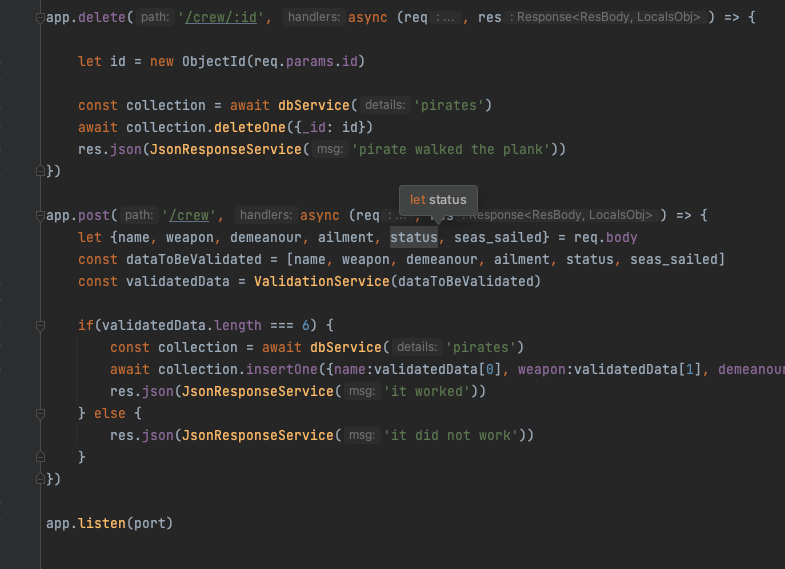 app.delete( path: '/crew/:id', handlers: async (req : ... , res : Response<ResBody, LocalsObj> ) => {
let id = new ObjectId(req.params.id)
const collection = await dbService( details: 'pirates')
await collection.deleteOne({_id: id})
res.json(JsonResponseService( msg: 'pirate walked the plank'))
})
let status
app.post( path: '/crew', handlers: async (req : ... , res : Response<ResBody, LocalsObj> ) => {
let {name, weapon, demeanour, ailment, status, seas_sailed} = req.body
const dataToBeValidated = [name, weapon, demeanour, ailment, status, seas_sailed]
const validatedData = ValidationService(dataToBeValidated)
if(validatedData.length === 6) {
const collection = await dbService( details: 'pirates')
await collection.insertOne({name:validatedData[0], weapon:validatedData[1], demeanour
res.json(JsonResponseService( msg: 'it worked'))
} else {
res.json(JsonResponseService( msg: 'it did not work'))
}
})
app.listen(port)